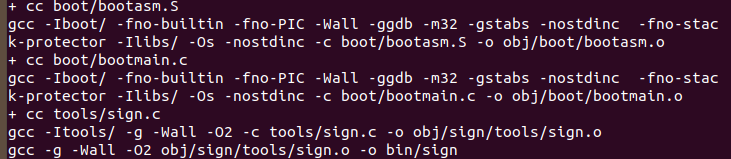 + cc boot/bootasm.S
gcc -Iboot/ -fno-builtin -fno-PIC -Wall -ggdb -m32 -gstabs -nostdinc  -fno-stac
k-protector -Ilibs/ -Os -nostdinc -c boot/bootasm.S -o obj/boot/bootasm.o
+ cc boot/bootmain.c
gcc -Iboot/ -fno-builtin -fno-PIC -Wall -ggdb -m32 -gstabs -nostdinc  -fno-stac
k-protector -Ilibs/ -Os -nostdinc -c boot/bootmain.c -o obj/boot/bootmain.o
+ cc tools/sign.c
gcc -Itools/ -g -Wall -O2 -c tools/sign.c -o obj/sign/tools/sign.o
gcc -g -Wall -O2 obj/sign/tools/sign.o -o bin/sign